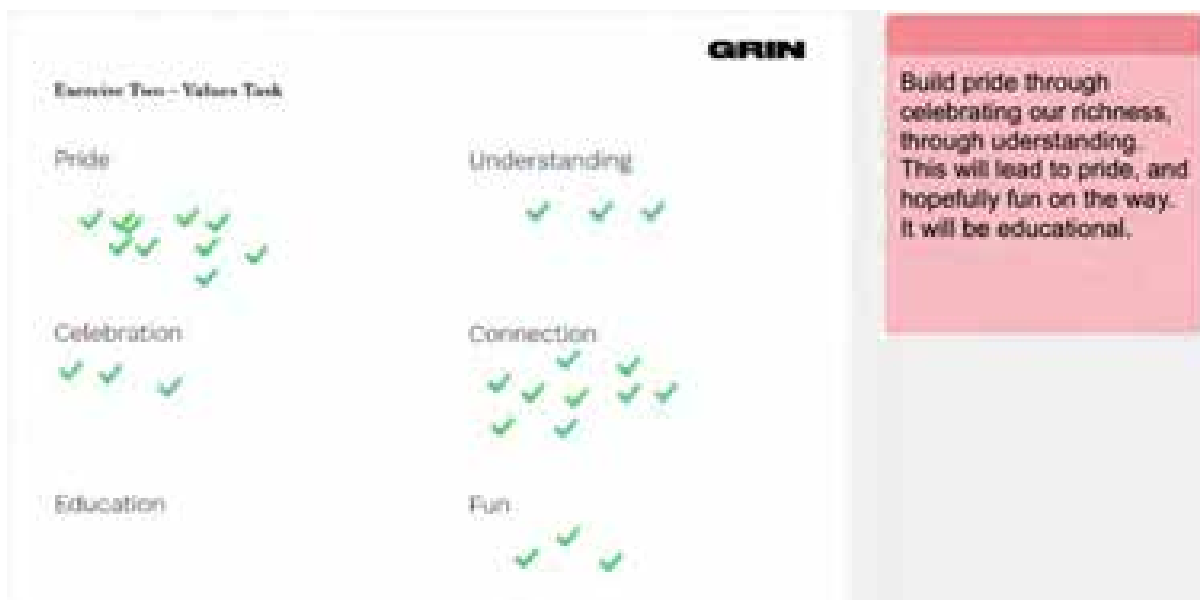 GRIN
Exercise Two – Values Task
Pride
Understanding
Celebration
Connection
Education
Fun
Build pride through
celebrating our richness,
through uderstanding.
This will lead to pride, and
hopefully fun on the way.
It will be educational.